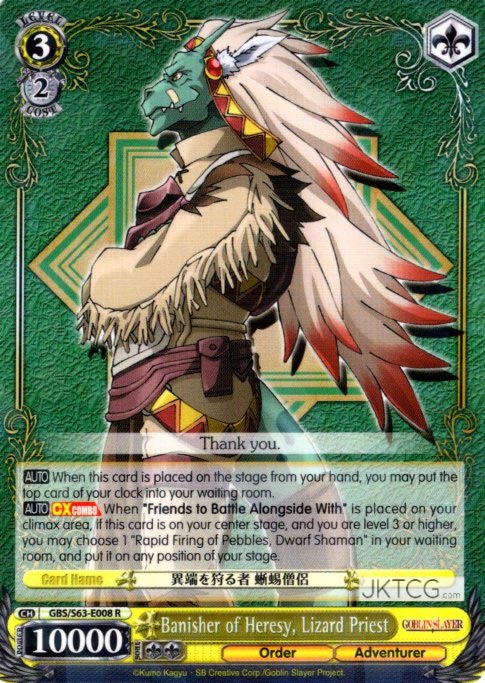 LEVEL
3
2
COST
Thank you.
AUTO When this card is placed on the stage from your hand, you may put the
top card of your clock into your waiting room.
AUTO CX COMBO When "Friends to Battle Alongside With" is placed on your
climax area, if this card is on your center stage, and you are level 3 or higher,
you may choose 1 "Rapid Firing of Pebbles, Dwarf Shaman" in your waiting
room, and put it on any position of your stage.
Card Name 異端を狩る者 蜥蜴僧侶
JKTCG.com
CH GBS/S63-E008 R
Banisher of Heresy, Lizard Priest GOBLIN SLAYER
POWER 10000 SOUL
Order Adventurer
©Kumo Kagyu・SB Creative Corp./Goblin Slayer Project.